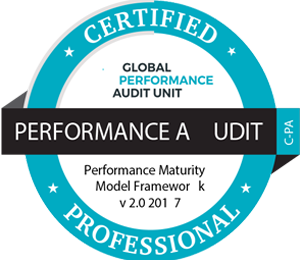 CERTIFIED
GLOBAL
PERFORMANCE
AUDIT UNIT
PERFORMANCE A UDIT
C-PA
Performance Maturity
Model Framewor k
v 2.0 201 7
PROFESSIONAL